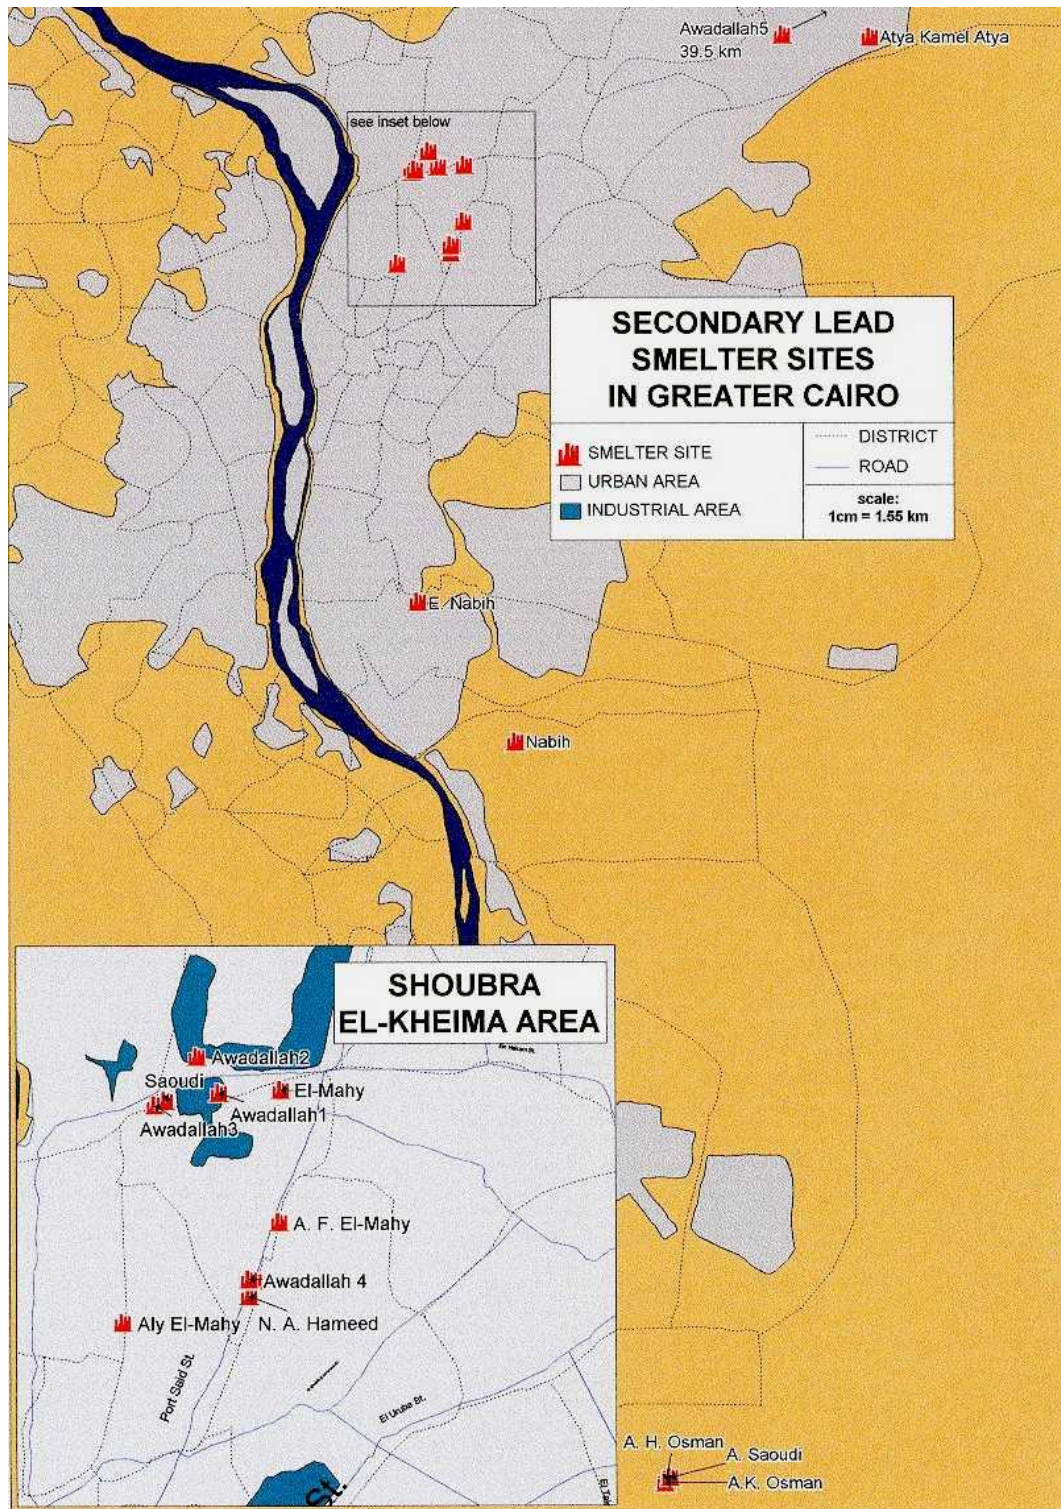 Awadallah5
39.5 km
Atya Kamel Atya
see inset below
SECONDARY LEAD
SMELTER SITES
IN GREATER CAIRO
SMELTER SITE
URBAN AREA
INDUSTRIAL AREA
DISTRICT
ROAD
scale:
1cm = 1.55 km
E. Nabih
Nabih
SHOUBRA
EL-KHEIMA AREA
Awadallah2
Saoudi
El-Mahy
Awadallah1
Awadallah3
A. F. El-Mahy
Awadallah 4
Aly El-Mahy
N. A. Hameed
Port Said St.
El Uruba St.
St.
A. H. Osman
A. Saoudi
A.K. Osman